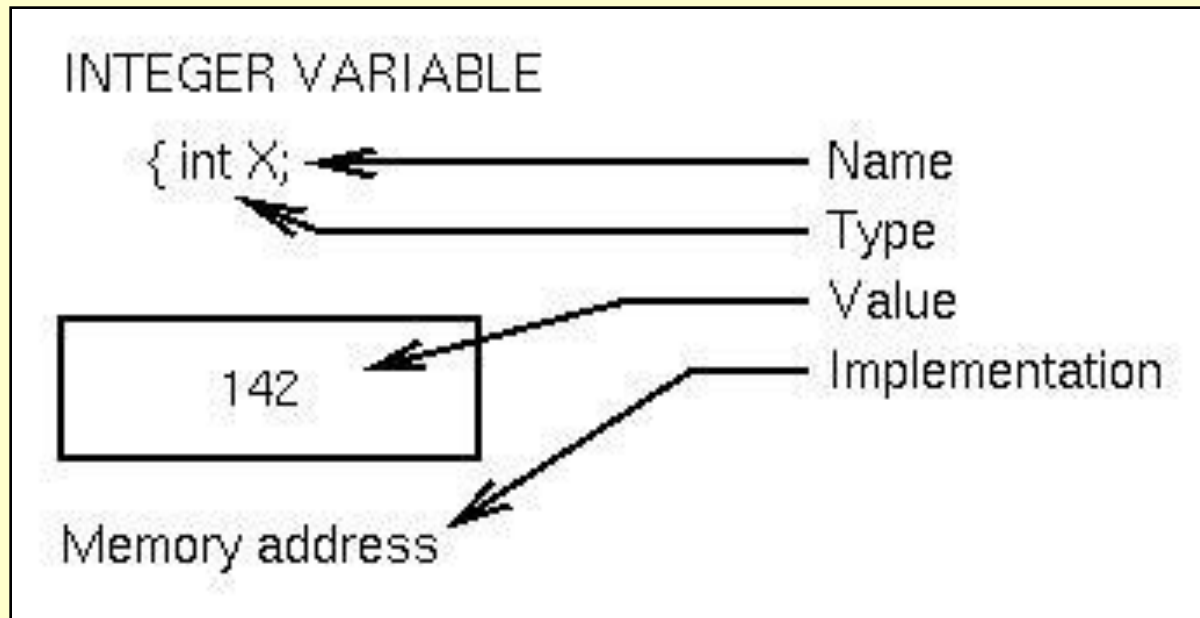 INTEGER VARIABLE
{ int X;
Name
Type
Value
142
Implementation
Memory address